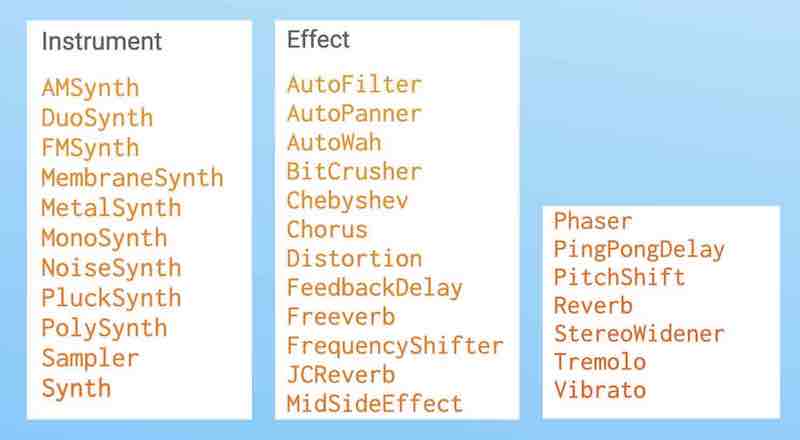 Instrument
AMSynth
DuoSynth
FMSynth
MembraneSynth
MetalSynth
MonoSynth
NoiseSynth
PluckSynth
PolySynth
Sampler
Synth
Effect
AutoFilter
AutoPanner
AutoWah
BitCrusher
Chebyshev
Chorus
Distortion
FeedbackDelay
Freeverb
FrequencyShifter
JCReverb
MidSideEffect
Phaser
PingPongDelay
PitchShift
Reverb
StereoWidener
Tremolo
Vibrato